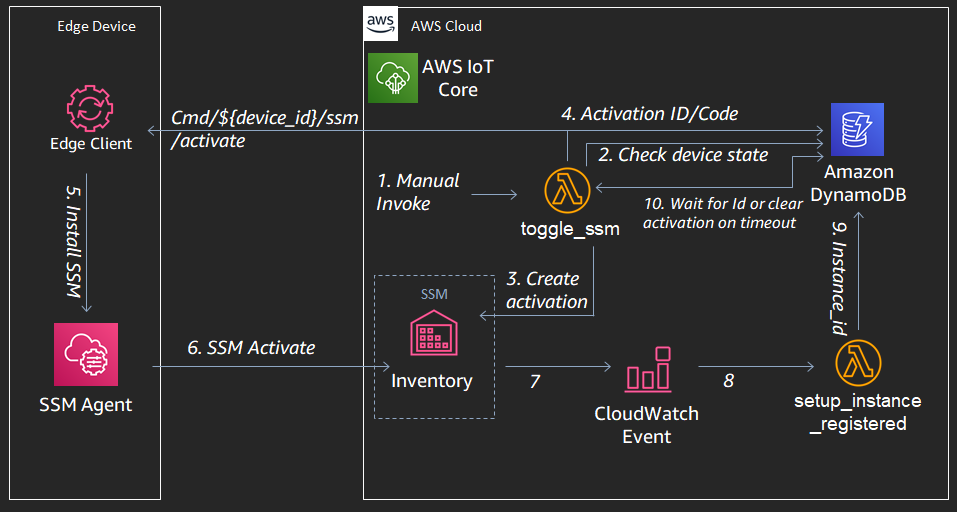 Edge Device
aws
AWS Cloud
AWS IoT
Core
Cmd/${device_id}/ssm
/activate
4. Activation ID/Code
Edge Client
2. Check device state
Amazon
DynamoDB
1. Manual
Invoke
toggle_ssm
10. Wait for Id or clear
activation on timeout
5. Install SSM
3. Create
activation
9. Instance_id
SSM
Inventory
6. SSM Activate
SSM Agent
7
CloudWatch
Event
8
setup_instance
_registered